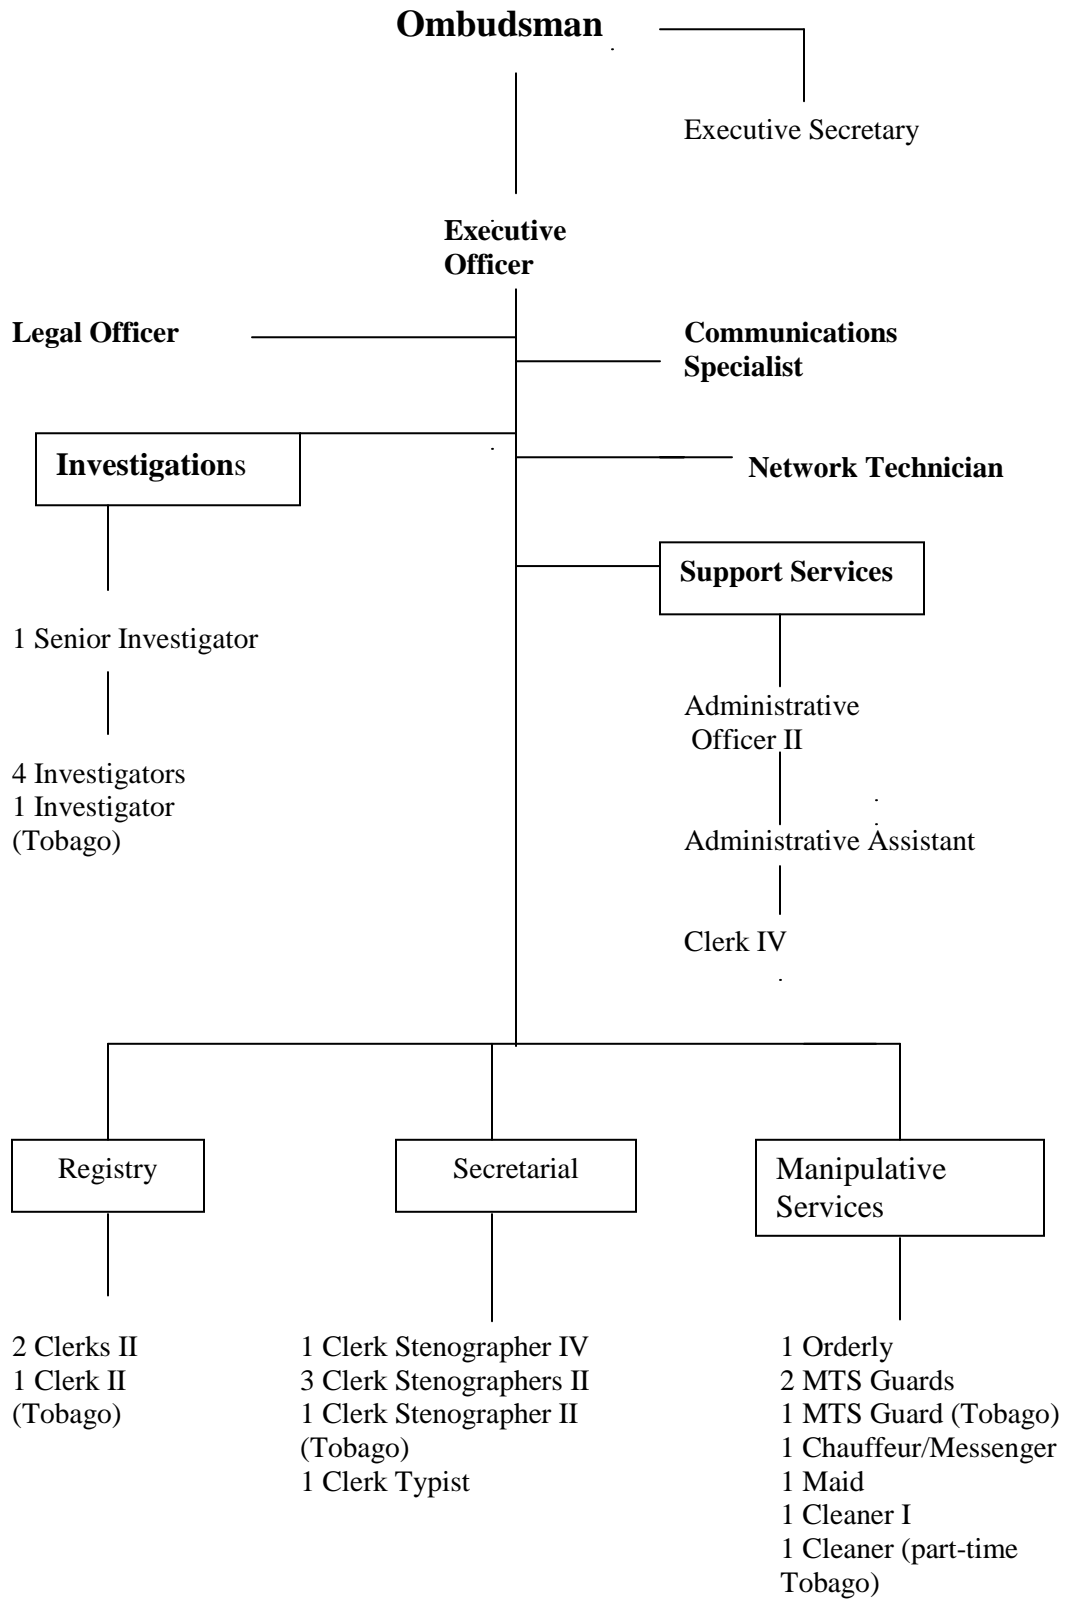 Ombudsman
Executive Secretary
Executive
Officer
Legal Officer
Communications
Specialist
Investigations
Network Technician
Support Services
1 Senior Investigator
Administrative
Officer II
4 Investigators
1 Investigator
(Tobago)
Administrative Assistant
Clerk IV
Registry
Secretarial
Manipulative
Services
2 Clerks II
1 Clerk II
(Tobago)
1 Clerk Stenographer IV
3 Clerk Stenographers II
1 Clerk Stenographer II
(Tobago)
1 Clerk Typist
1 Orderly
2 MTS Guards
1 MTS Guard (Tobago)
1 Chauffeur/Messenger
1 Maid
1 Cleaner I
1 Cleaner (part-time
Tobago)